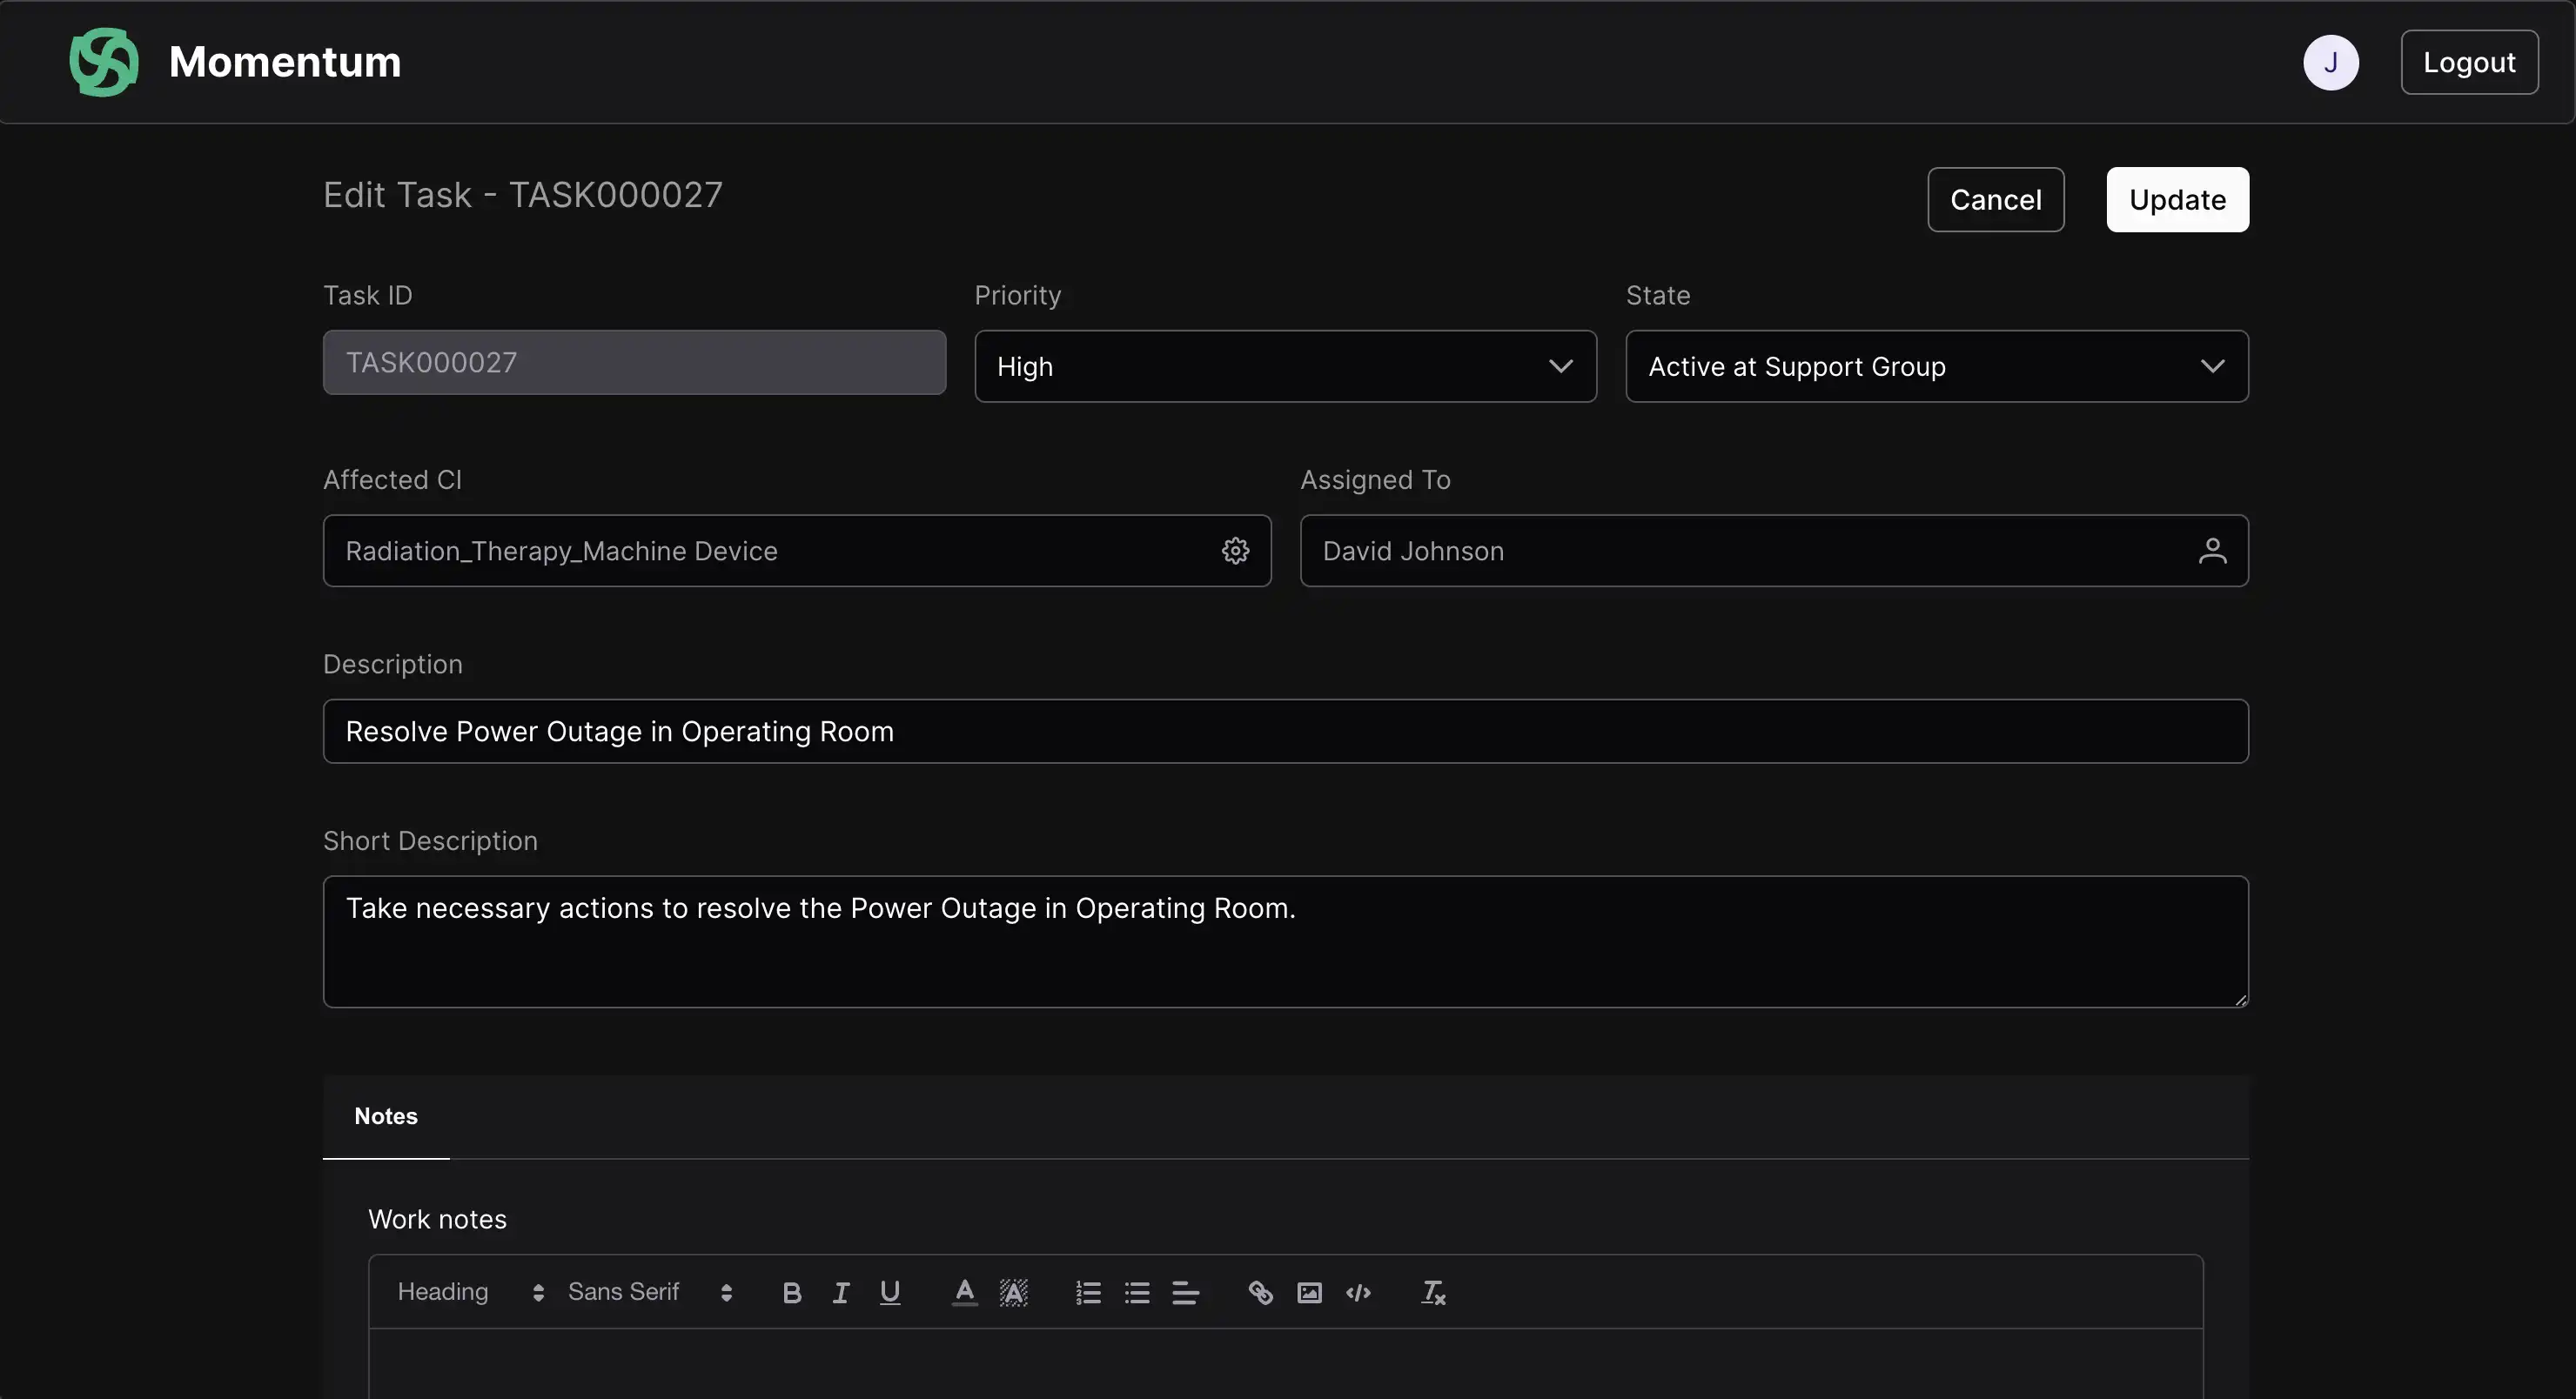 Momentum
J
Logout
Edit Task - TASK000027
Cancel
Update
Task ID
Priority
State
TASK000027
High
Active at Support Group
Affected CI
Assigned To
Radiation_Therapy_Machine Device
David Johnson
Description
Resolve Power Outage in Operating Room
Short Description
Take necessary actions to resolve the Power Outage in Operating Room.
Notes
Work notes
Heading
Sans Serif